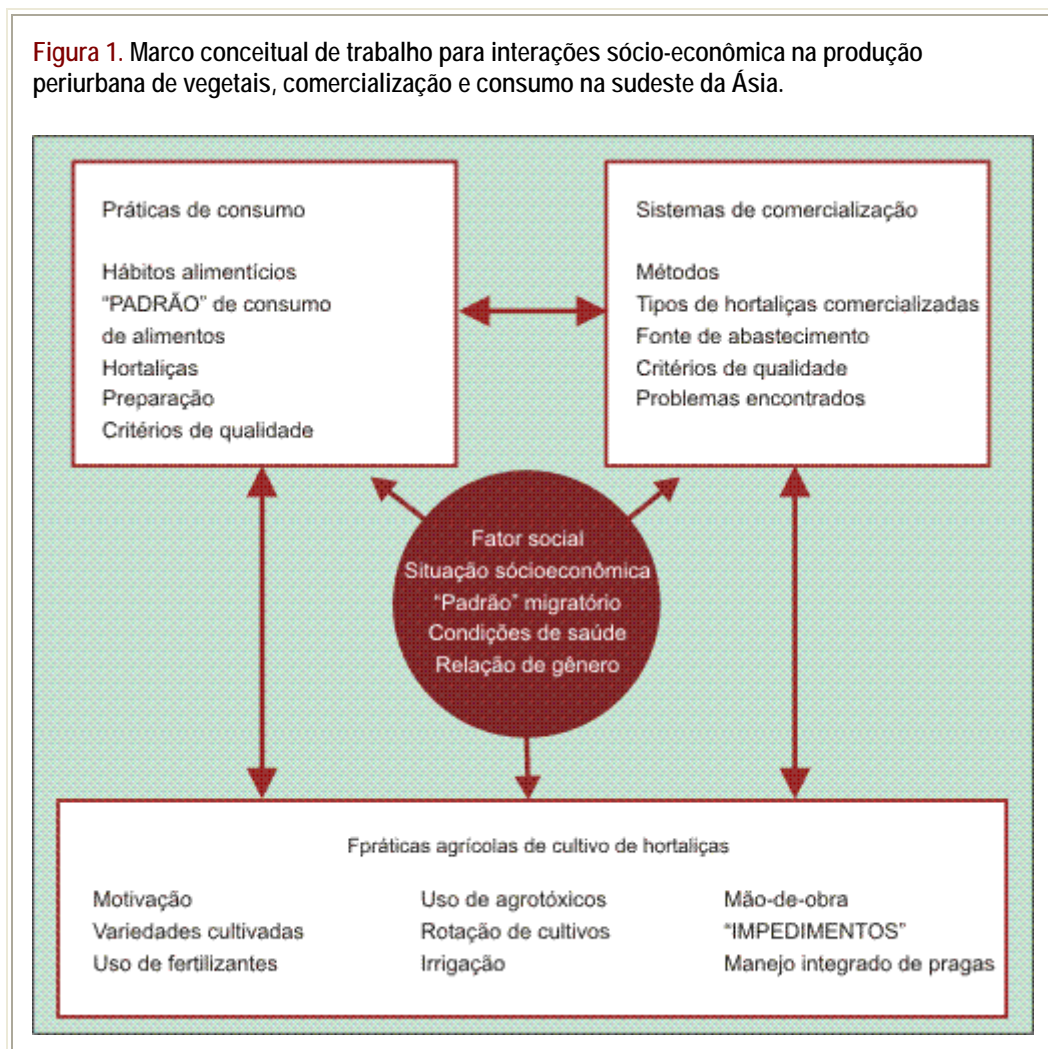 Figura 1. Marco conceitual de trabalho para interações sócio-econômica na produção
periurbana de vegetais, comercialização e consumo na sudeste da Ásia.
Práticas de consumo
Hábitos alimentícios
“PADRÃO” de consumo
de alimentos
Hortaliças
Preparação
Critérios de qualidade
Sistemas de comercialização
Métodos
Tipos de hortaliças comercializadas
Fonte de abastecimento
Critérios de qualidade
Problemas encontrados
Fator social
Situação sócioeconômica
“Padrão” migratório
Condições de saúde
Relação de gênero
Fpráticas agrícolas de cultivo de hortaliças
Motivação
Variedades cultivadas
Uso de fertilizantes
Uso de agrotóxicos
Rotação de cultivos
Irrigação
Mão-de-obra
“IMPEDIMENTOS”
Manejo integrado de pragas